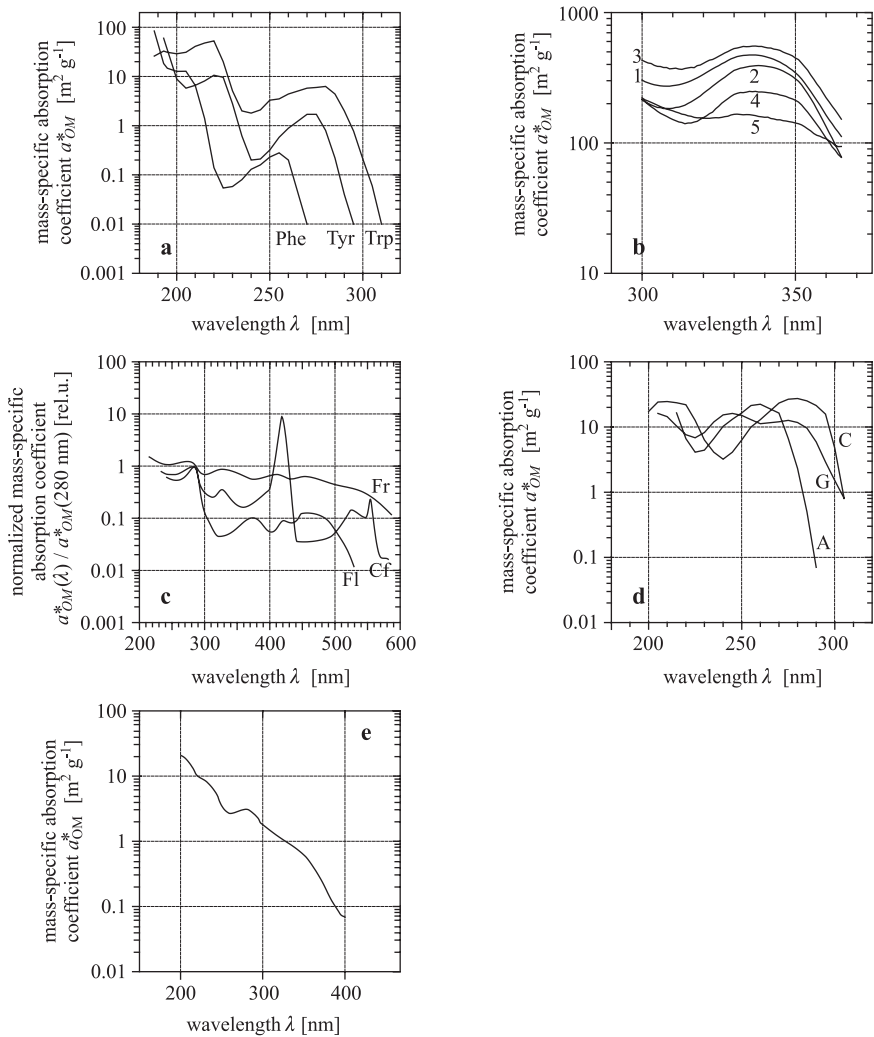 mass-specific absorption
coefficient a*OM [m² g⁻¹]
100
10
1
0.1
0.01
0.001
a
Phe Tyr Trp
200 250 300
wavelength λ [nm]
mass-specific absorption
coefficient a*OM [m² g⁻¹]
1000
100
10
3
1
2
4
5
b
300 350
wavelength λ [nm]
normalized mass-specific
absorption coefficient
a*OM(λ) / a*OM(280 nm) [rel.u.]
100
10
1
0.1
0.01
0.001
Fr
Fl Cf
c
200 300 400 500 600
wavelength λ [nm]
mass-specific absorption
coefficient a*OM [m² g⁻¹]
100
10
1
0.1
0.01
C
G
A
d
200 250 300
wavelength λ [nm]
mass-specific absorption
coefficient a*OM [m² g⁻¹]
100
10
1
0.1
0.01
e
200 300 400
wavelength λ [nm]